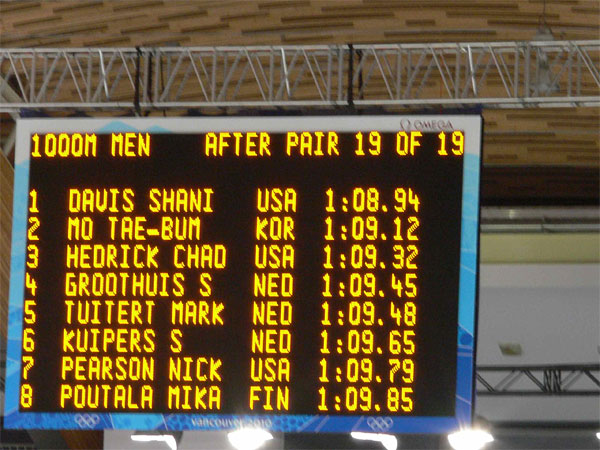 OMEGA
1000M MEN AFTER PAIR 19 OF 19
1 DAVIS SHANI USA 1:08.94
2 MO TAE-BUM KOR 1:09.12
3 HEDRICK CHAD USA 1:09.32
4 GROOTHUIS S NED 1:09.45
5 TUITERT MARK NED 1:09.48
6 KUIPERS S NED 1:09.65
7 PEARSON NICK USA 1:09.79
8 POUTALA MIKA FIN 1:09.85
vancouver 2010